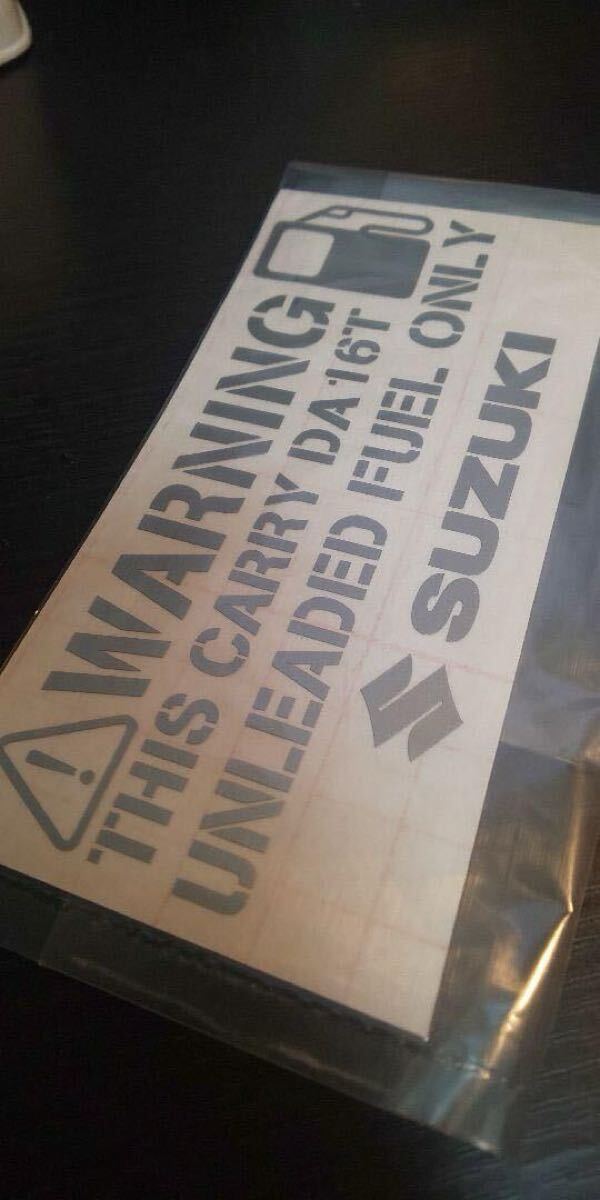 WARNING
THIS CARRY DA16T
UNLEADED FUEL ONLY
SUZUKI